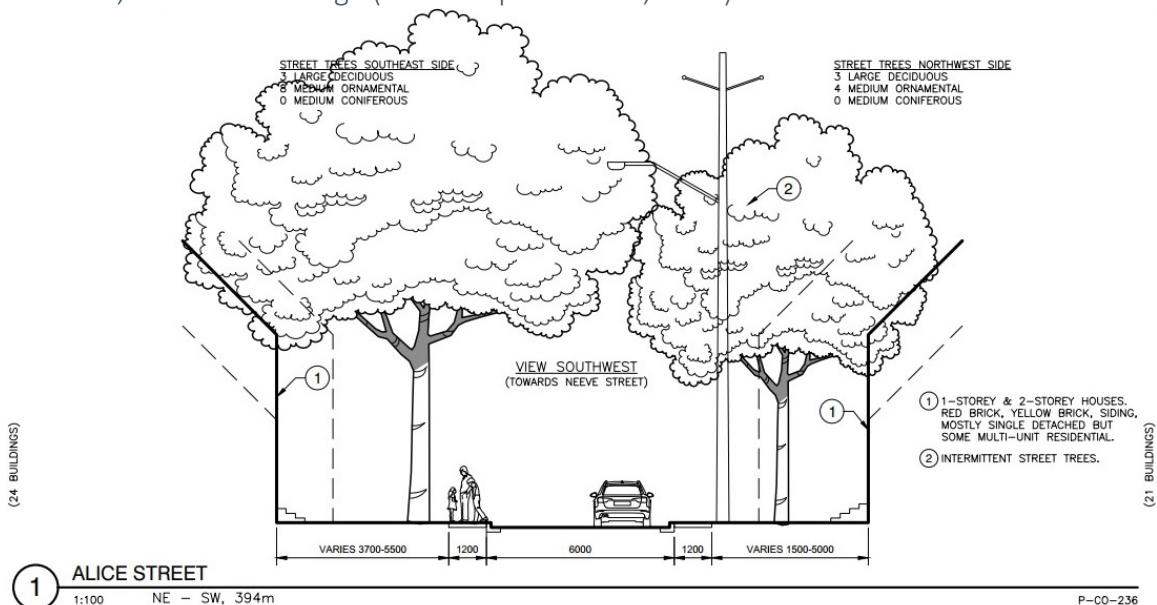 STREET TREES SOUTHEAST SIDE
3 LARGE DECIDUOUS
8 MEDIUM ORNAMENTAL
0 MEDIUM CONIFEROUS
STREET TREES NORTHWEST SIDE
3 LARGE DECIDUOUS
4 MEDIUM ORNAMENTAL
0 MEDIUM CONIFEROUS
2
VIEW SOUTHWEST
(TOWARDS NEEVE STREET)
1
1
1 1-STOREY & 2-STOREY HOUSES.
RED BRICK, YELLOW BRICK, SIDING,
MOSTLY SINGLE DETACHED BUT
SOME MULTI-UNIT RESIDENTIAL.
2 INTERMITTENT STREET TREES.
(24 BUILDINGS)
(21 BUILDINGS)
VARIES 3700-5500
1200
6000
1200
VARIES 1500-5000
1 ALICE STREET
1:100 NE - SW, 394m
P-CO-236